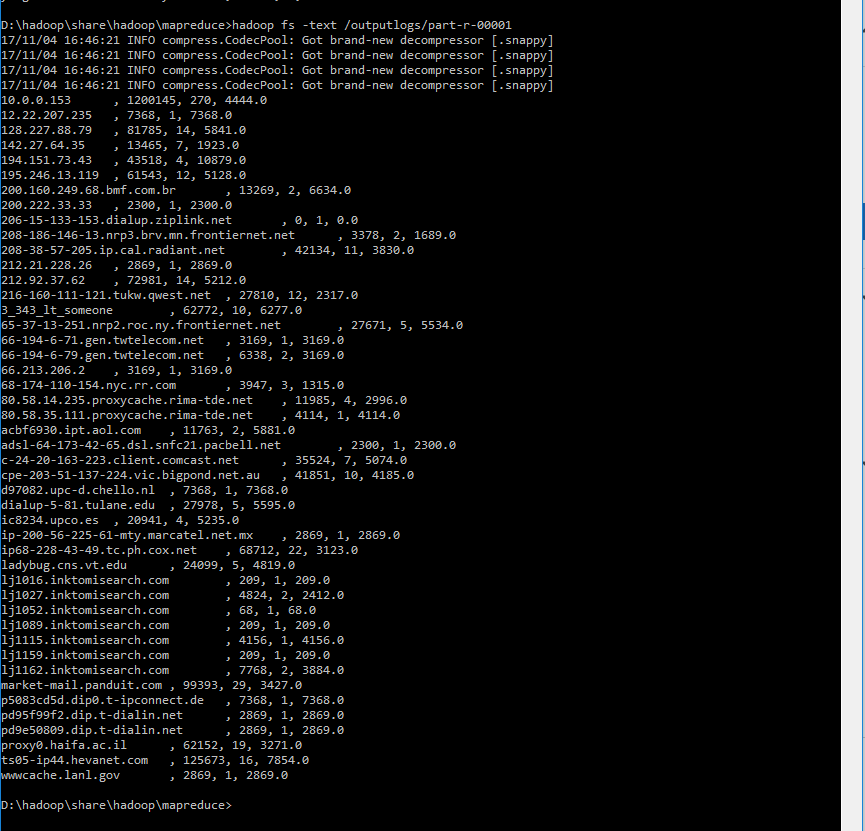 D:\hadoop\share\hadoop\mapreduce>hadoop fs -text /outputlogs/part-r-00001
17/11/04 16:46:21 INFO compress.CodecPool: Got brand-new decompressor [.snappy]
17/11/04 16:46:21 INFO compress.CodecPool: Got brand-new decompressor [.snappy]
17/11/04 16:46:21 INFO compress.CodecPool: Got brand-new decompressor [.snappy]
17/11/04 16:46:21 INFO compress.CodecPool: Got brand-new decompressor [.snappy]
10.0.0.153      , 1200145, 270, 4444.0
12.22.207.235   , 7368, 1, 7368.0
128.227.88.79   , 81785, 14, 5841.0
142.27.64.35    , 13465, 7, 1923.0
194.151.73.43   , 43518, 4, 10879.0
195.246.13.119  , 61543, 12, 5128.0
200.160.249.68.bmf.com.br       , 13269, 2, 6634.0
200.222.33.33   , 2300, 1, 2300.0
206-15-133-153.dialup.ziplink.net       , 0, 1, 0.0
208-186-146-13.nrp3.brv.mn.frontiernet.net      , 3378, 2, 1689.0
208-38-57-205.ip.cal.radiant.net        , 42134, 11, 3830.0
212.21.228.26   , 2869, 1, 2869.0
212.92.37.62    , 72981, 14, 5212.0
216-160-111-121.tukw.qwest.net  , 27810, 12, 2317.0
3_343_lt_someone        , 62772, 10, 6277.0
65-37-13-251.nrp2.roc.ny.frontiernet.net        , 27671, 5, 5534.0
66-194-6-71.gen.twtelecom.net   , 3169, 1, 3169.0
66-194-6-79.gen.twtelecom.net   , 6338, 2, 3169.0
66.213.206.2    , 3169, 1, 3169.0
68-174-110-154.nyc.rr.com       , 3947, 3, 1315.0
80.58.14.235.proxycache.rima-tde.net    , 11985, 4, 2996.0
80.58.35.111.proxycache.rima-tde.net    , 4114, 1, 4114.0
acbf6930.ipt.aol.com    , 11763, 2, 5881.0
adsl-64-173-42-65.dsl.snfc21.pacbell.net        , 2300, 1, 2300.0
c-24-20-163-223.client.comcast.net      , 35524, 7, 5074.0
cpe-203-51-137-224.vic.bigpond.net.au   , 41851, 10, 4185.0
d97082.upc-d.chello.nl  , 7368, 1, 7368.0
dialup-5-81.tulane.edu  , 27978, 5, 5595.0
ic8234.upco.es  , 20941, 4, 5235.0
ip-200-56-225-61-mty.marcatel.net.mx    , 2869, 1, 2869.0
ip68-228-43-49.tc.ph.cox.net    , 68712, 22, 3123.0
ladybug.cns.vt.edu      , 24099, 5, 4819.0
lj1016.inktomisearch.com        , 209, 1, 209.0
lj1027.inktomisearch.com        , 4824, 2, 2412.0
lj1052.inktomisearch.com        , 68, 1, 68.0
lj1089.inktomisearch.com        , 209, 1, 209.0
lj1115.inktomisearch.com        , 4156, 1, 4156.0
lj1159.inktomisearch.com        , 209, 1, 209.0
lj1162.inktomisearch.com        , 7768, 2, 3884.0
market-mail.panduit.com , 99393, 29, 3427.0
p5083cd5d.dip0.t-ipconnect.de   , 7368, 1, 7368.0
pd95f99f2.dip.t-dialin.net      , 2869, 1, 2869.0
pd9e50809.dip.t-dialin.net      , 2869, 1, 2869.0
proxy0.haifa.ac.il      , 62152, 19, 3271.0
ts05-ip44.hevanet.com   , 125673, 16, 7854.0
wwwcache.lanl.gov       , 2869, 1, 2869.0
D:\hadoop\share\hadoop\mapreduce>